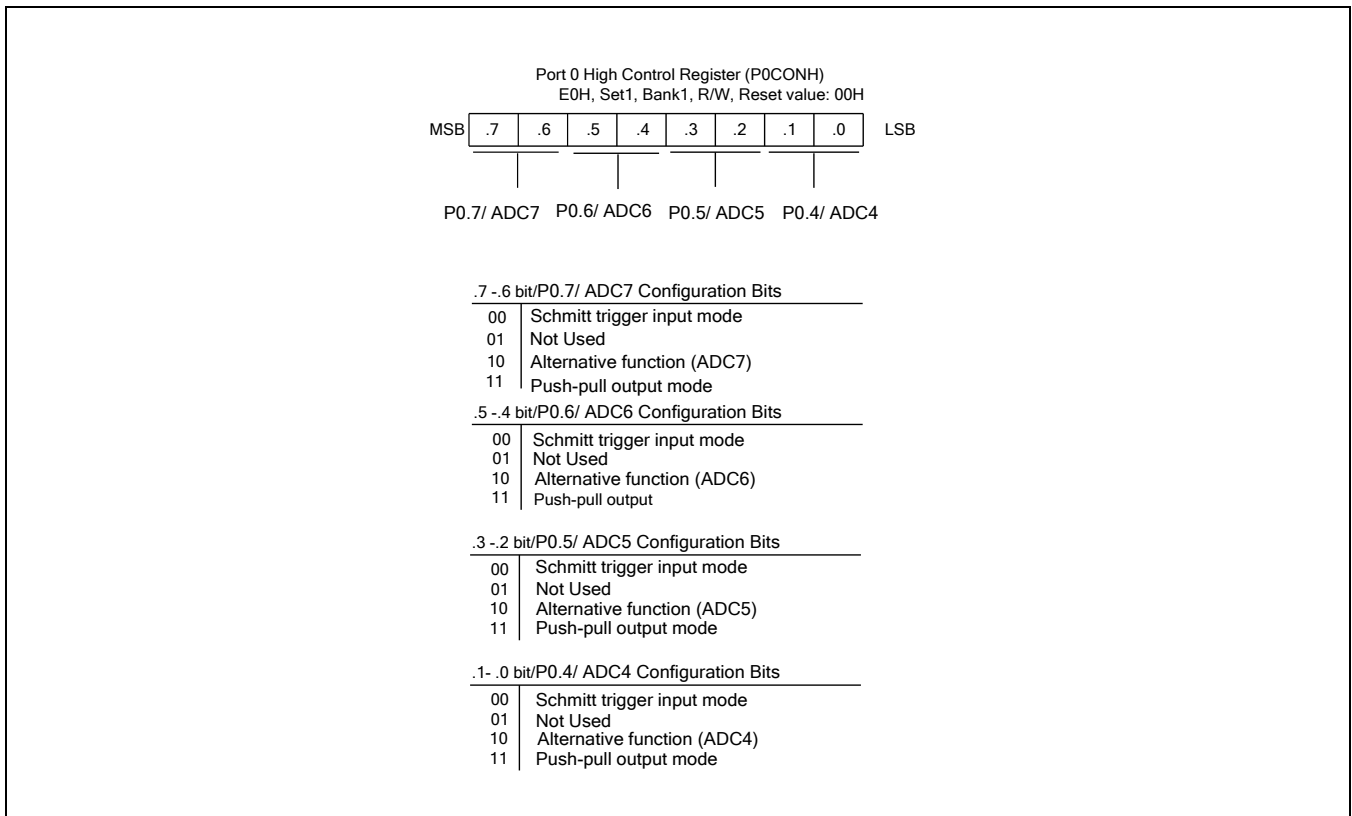 Port 0 High Control Register (P0CONH)
E0H, Set1, Bank1, R/W, Reset value: 00H
MSB .7 .6 .5 .4 .3 .2 .1 .0 LSB
P0.7/ ADC7 P0.6/ ADC6 P0.5/ ADC5 P0.4/ ADC4
.7 -.6 bit/P0.7/ ADC7 Configuration Bits
00 Schmitt trigger input mode
01 Not Used
10 Alternative function (ADC7)
11 Push-pull output mode
.5 -.4 bit/P0.6/ ADC6 Configuration Bits
00 Schmitt trigger input mode
01 Not Used
10 Alternative function (ADC6)
11 Push-pull output
.3 -.2 bit/P0.5/ ADC5 Configuration Bits
00 Schmitt trigger input mode
01 Not Used
10 Alternative function (ADC5)
11 Push-pull output mode
.1- .0 bit/P0.4/ ADC4 Configuration Bits
00 Schmitt trigger input mode
01 Not Used
10 Alternative function (ADC4)
11 Push-pull output mode